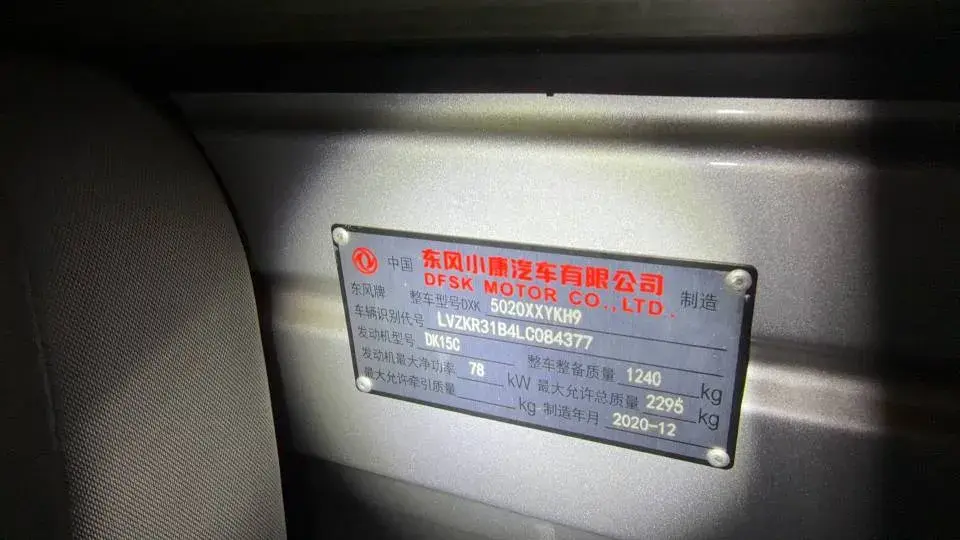 中国 东风小康汽车有限公司 制造
DFSK MOTOR CO.,LTD.
东风牌 整车型号DXK 5020XXYKH9
车辆识别代号 LVZKR31B4LC084377
发动机型号 DK15C 整车整备质量 1240 kg
发动机最大净功率 78 kW 最大允许总质量 2295 kg
最大允许牵引质量 kg 制造年月 2020-12